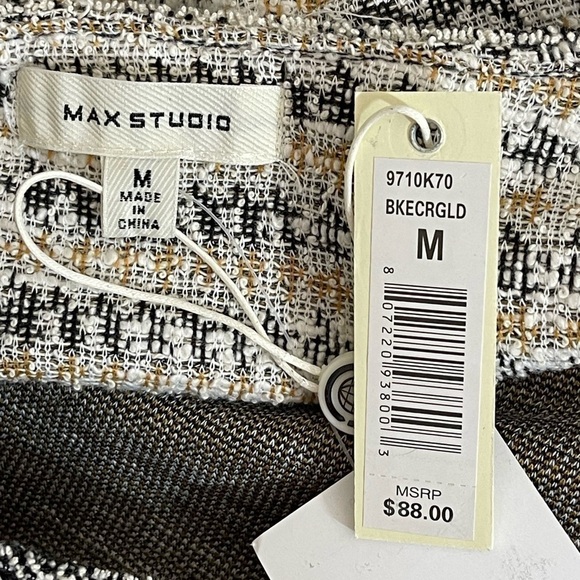 MAX STUDIO
M
MADE
IN
CHINA
9710K70
BKECRGLD
M
8 07220 93800 3
MSRP
$88.00